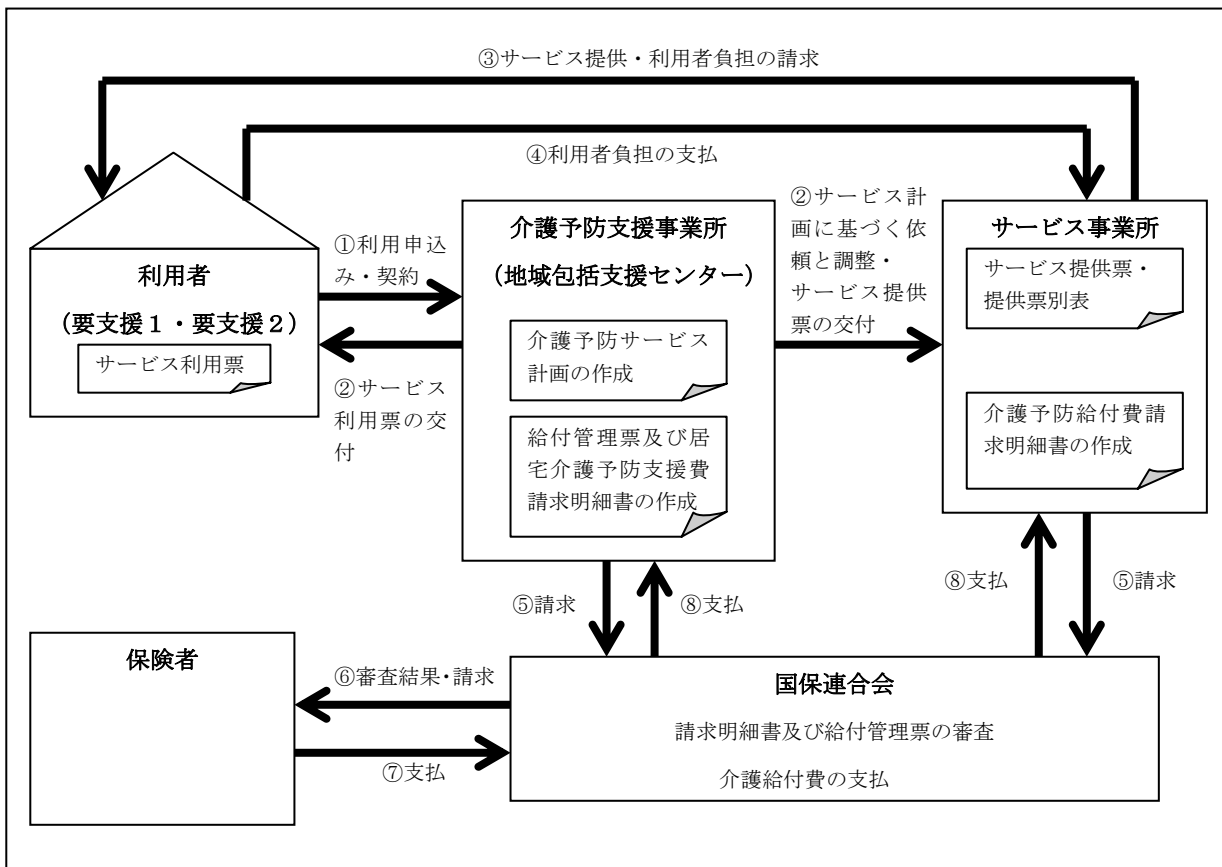 ③サービス提供・利用者負担の請求
④利用者負担の支払
利用者
（要支援１・要支援２）
サービス利用票
①利用申込
み・契約
②サービス
利用票の交
付
介護予防支援事業所
（地域包括支援センター）
介護予防サービス
計画の作成
給付管理票及び居
宅介護予防支援費
請求明細書の作成
②サービス計
画に基づく依
頼と調整・
サービス提供
票の交付
サービス事業所
サービス提供票・
提供票別表
介護予防給付費請
求明細書の作成
⑤請求
⑧支払
⑧支払
⑤請求
保険者
⑥審査結果・請求
⑦支払
国保連合会
請求明細書及び給付管理票の審査
介護給付費の支払